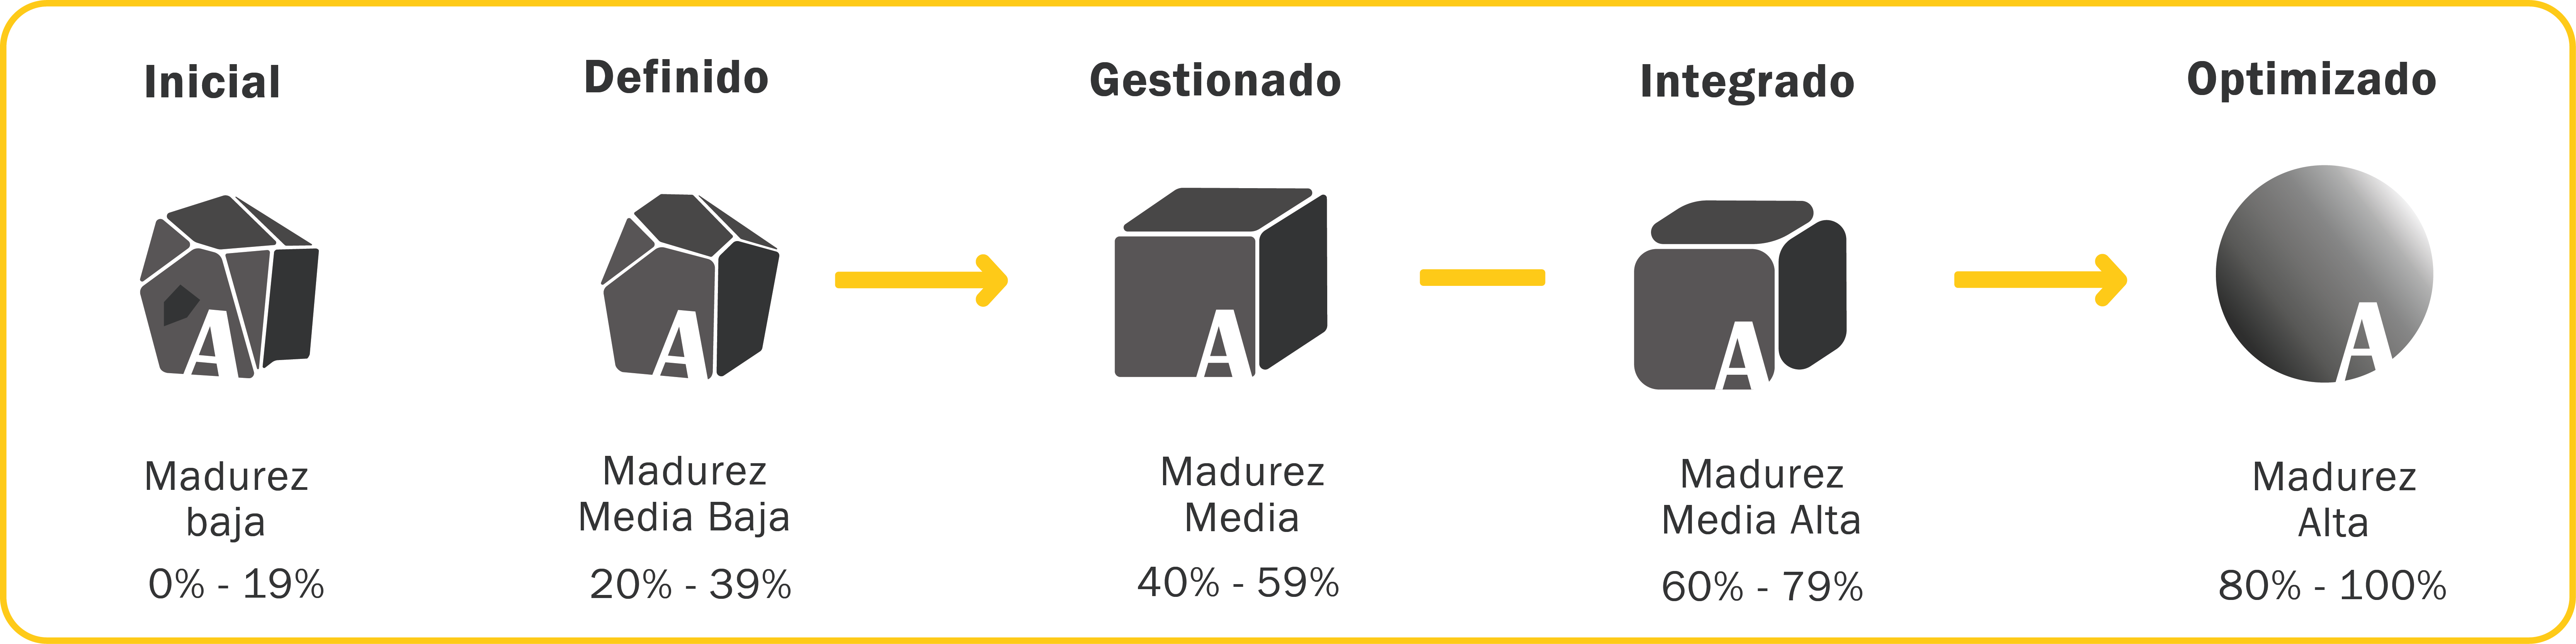 Inicial
Definido
Gestionado
Integrado
Optimizado
A
A
A
A
A
Madurez
baja
0% - 19%
Madurez
Media Baja
20% - 39%
Madurez
Media
40% - 59%
Madurez
Media Alta
60% - 79%
Madurez
Alta
80% - 100%